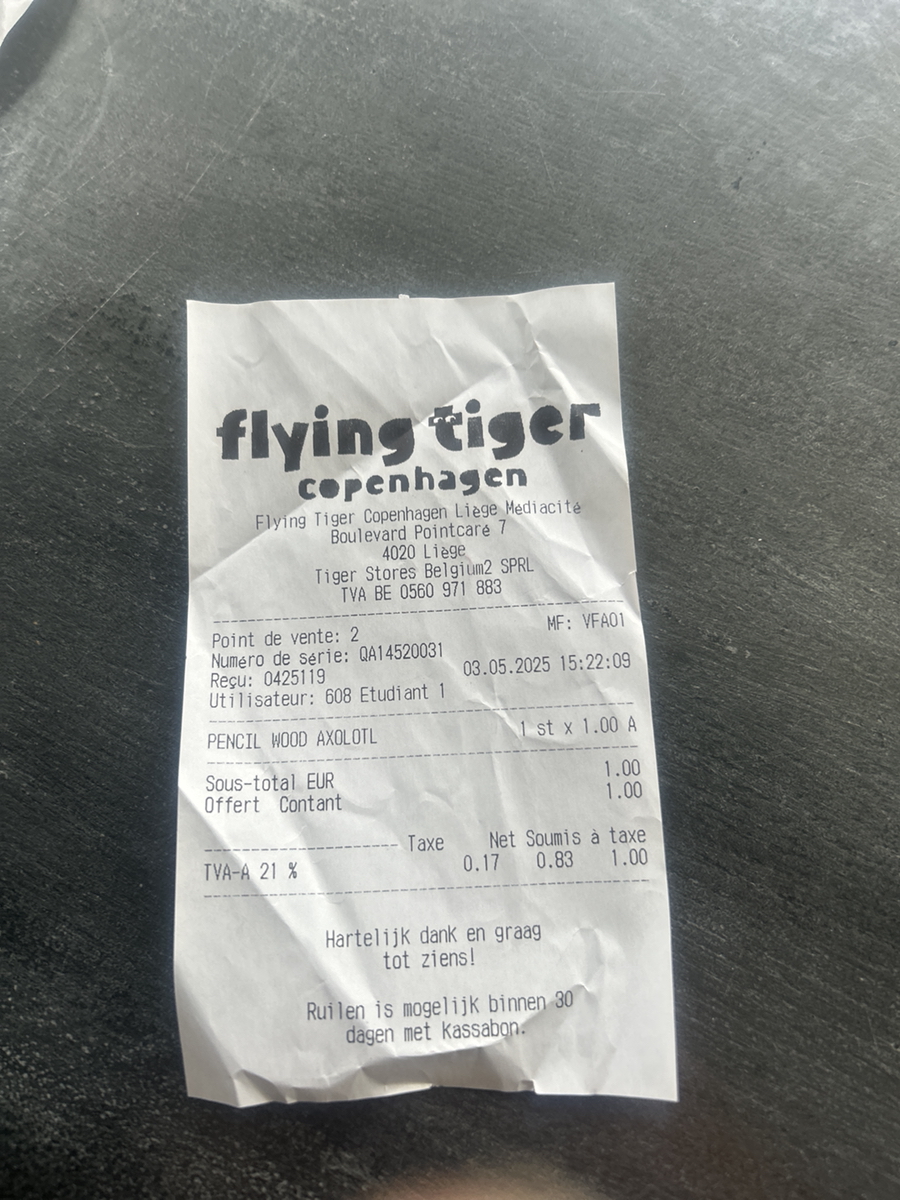 flying tiger
copenhagen
Flying Tiger Copenhagen Liège Médiacité
Boulevard Pointcaré 7
4020 Liège
Tiger Stores Belgium2 SPRL
TVA BE 0560 971 883
Point de vente: 2 MF: VFA01
Numéro de série: QA14520031
Reçu: 0425119 03.05.2025 15:22:09
Utilisateur: 608 Etudiant 1
PENCIL WOOD AXOLOTL 1 st x 1.00 A
Sous-total EUR 1.00
Offert Contant 1.00
Taxe Net Soumis à taxe
TVA-A 21 % 0.17 0.83 1.00
Hartelijk dank en graag
tot ziens!
Ruilen is mogelijk binnen 30
dagen met kassabon.